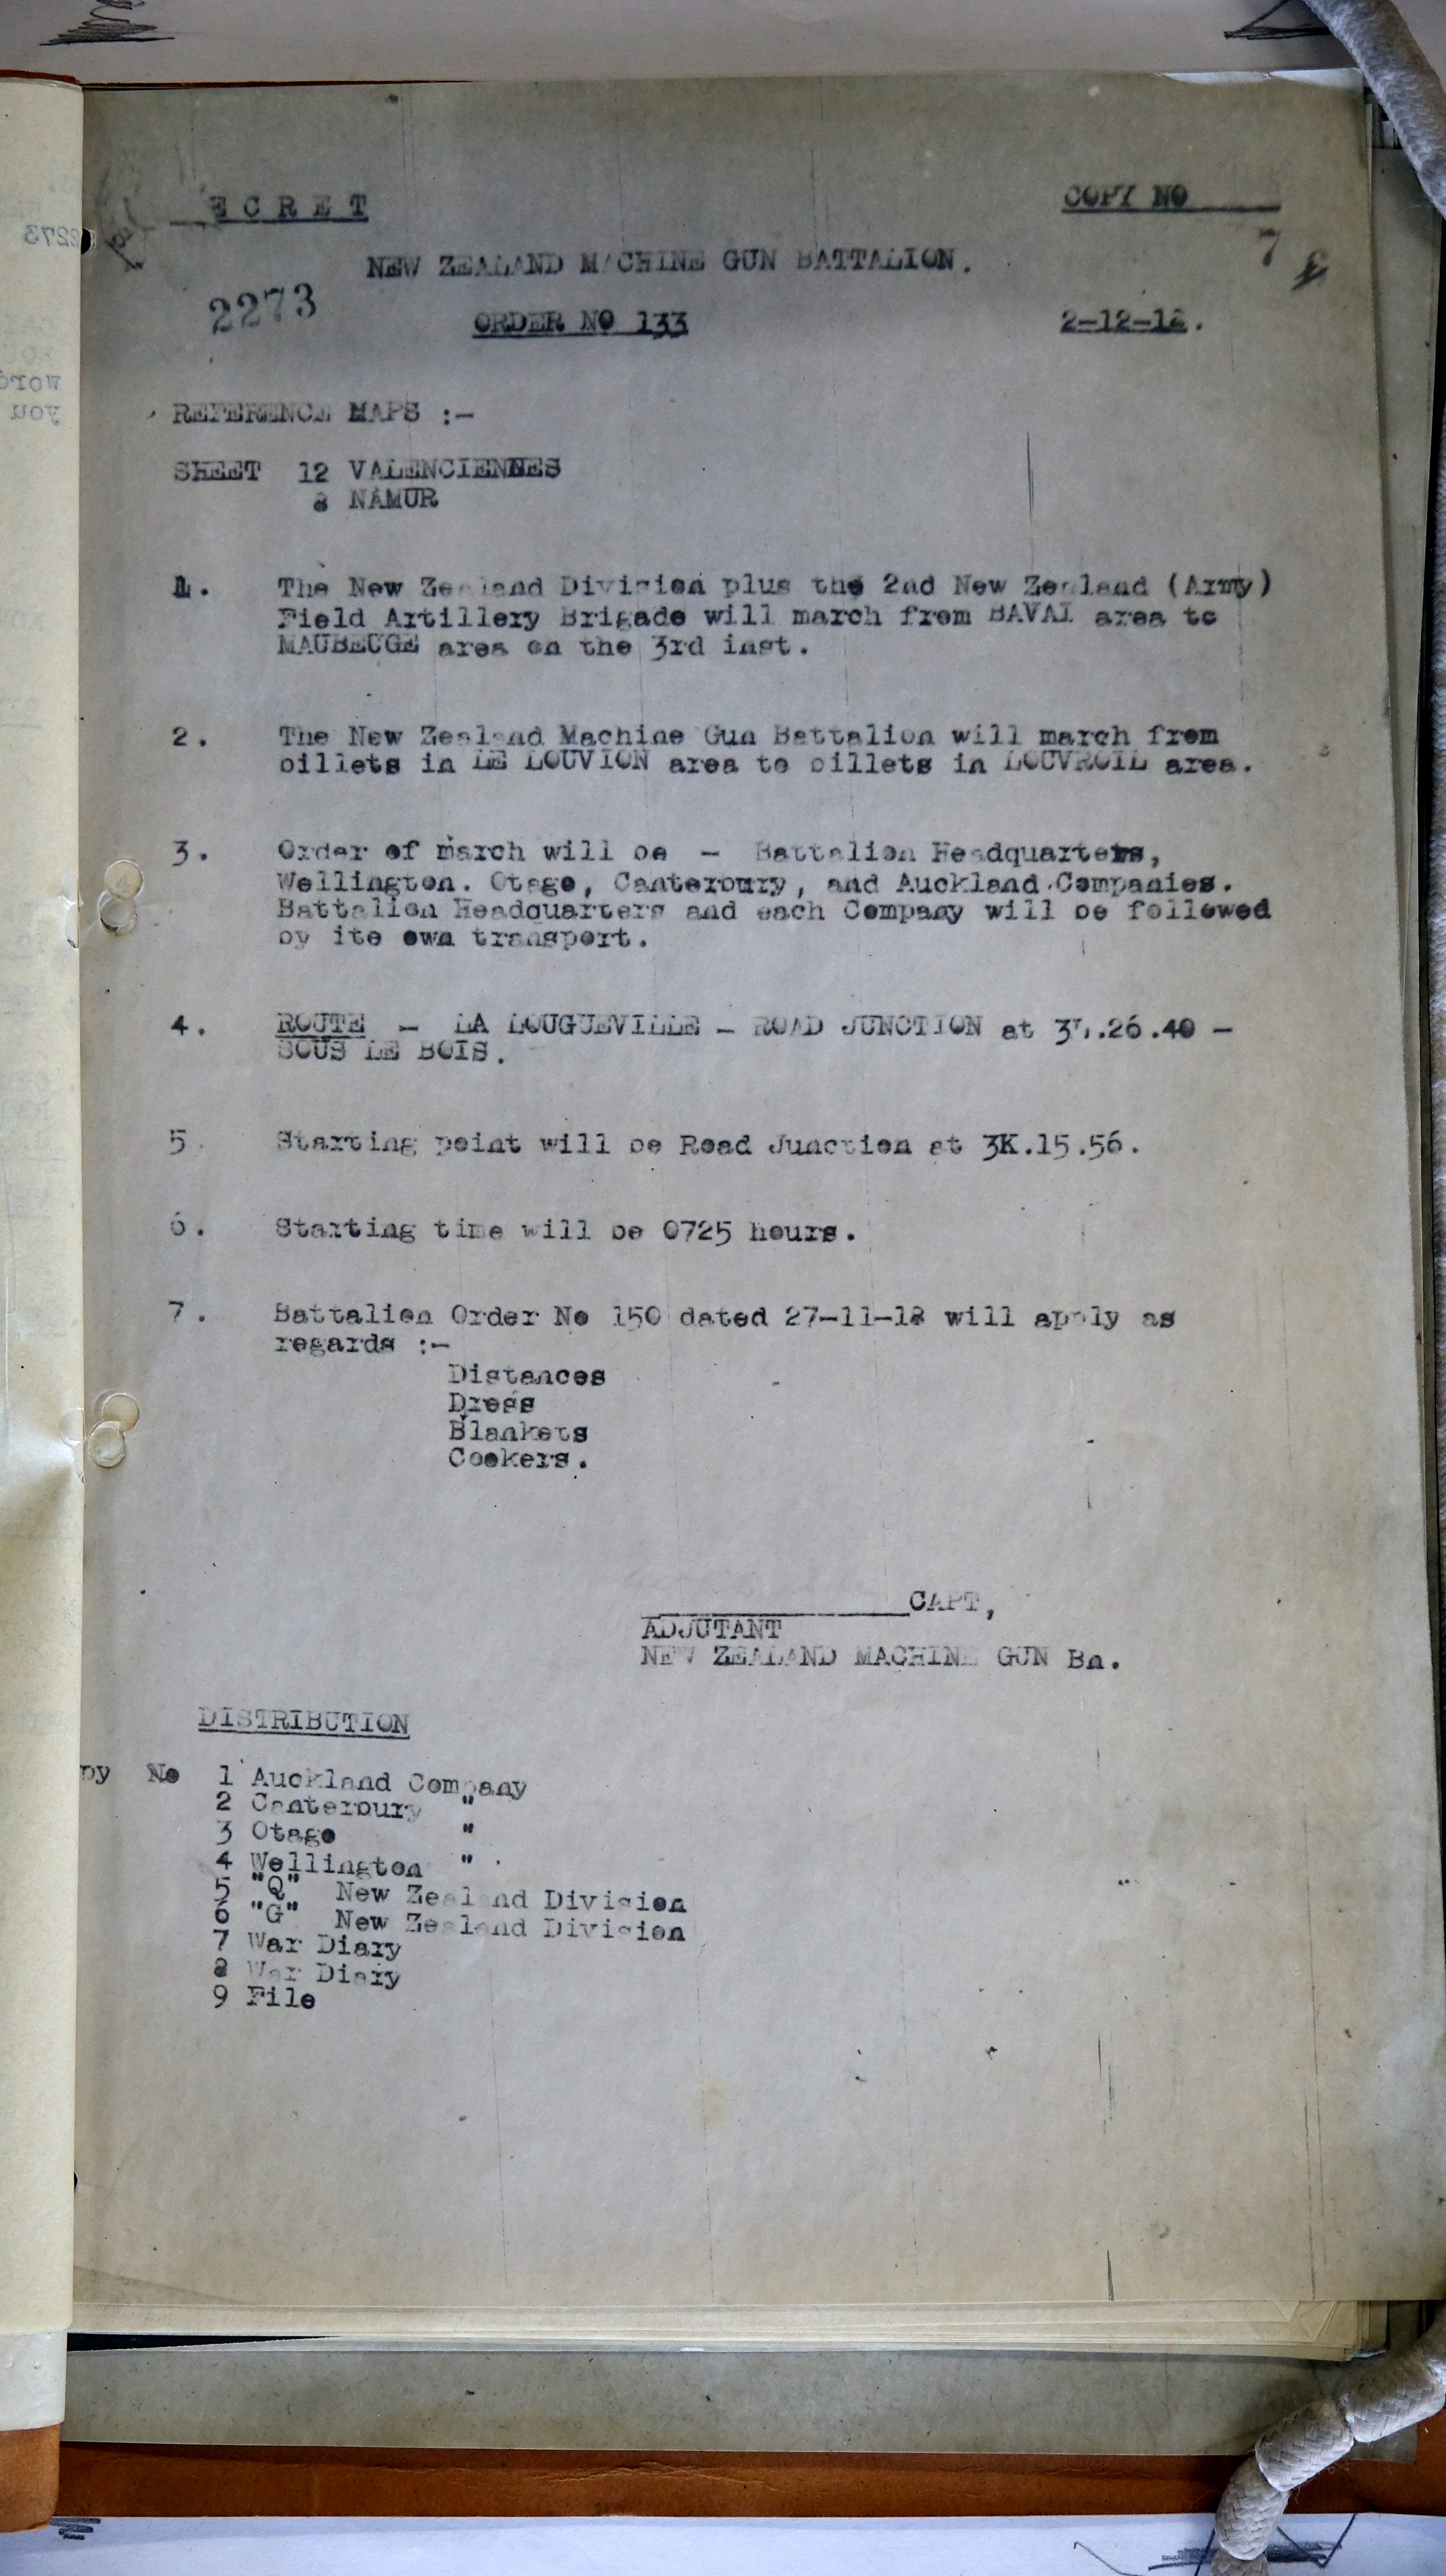 ECRET
COPY NO
7
NEW ZEALAND MACHINE GUN BATTALION.
2273
ORDER NO 133
2-12-18.
REFERENCE MAPS :-
SHEET 12 VALENCIENNES
8 NAMUR
1. The New Zealand Division plus the 2nd New Zealand (Army)
Field Artillery Brigade will march from BAVAI area to
MAUBEUGE area on the 3rd inst.
2. The New Zealand Machine Gun Battalion will march from
billets in LE LOUVION area to billets in LOUVROIL area.
3. Order of march will be - Battalion Headquarters,
Wellington. Otago, Canterbury, and Auckland Companies.
Battalion Headquarters and each Company will be followed
by its own transport.
4. ROUTE - LA LOUGUEVILLE - ROAD JUNCTION at 3L.26.40 -
SOUS LE BOIS.
5. Starting point will be Road Junction at 3K.15.56.
6. Starting time will be 0725 hours.
7. Battalion Order No 150 dated 27-11-18 will apply as
regards :-
Distances
Dress
Blankets
Cookers.
CAPT,
ADJUTANT
NEW ZEALAND MACHINE GUN Bn.
DISTRIBUTION
py No 1 Auckland Company
2 Canterbury "
3 Otago "
4 Wellington "
5 "Q" New Zealand Division
6 "G" New Zealand Division
7 War Diary
8 War Diary
9 File